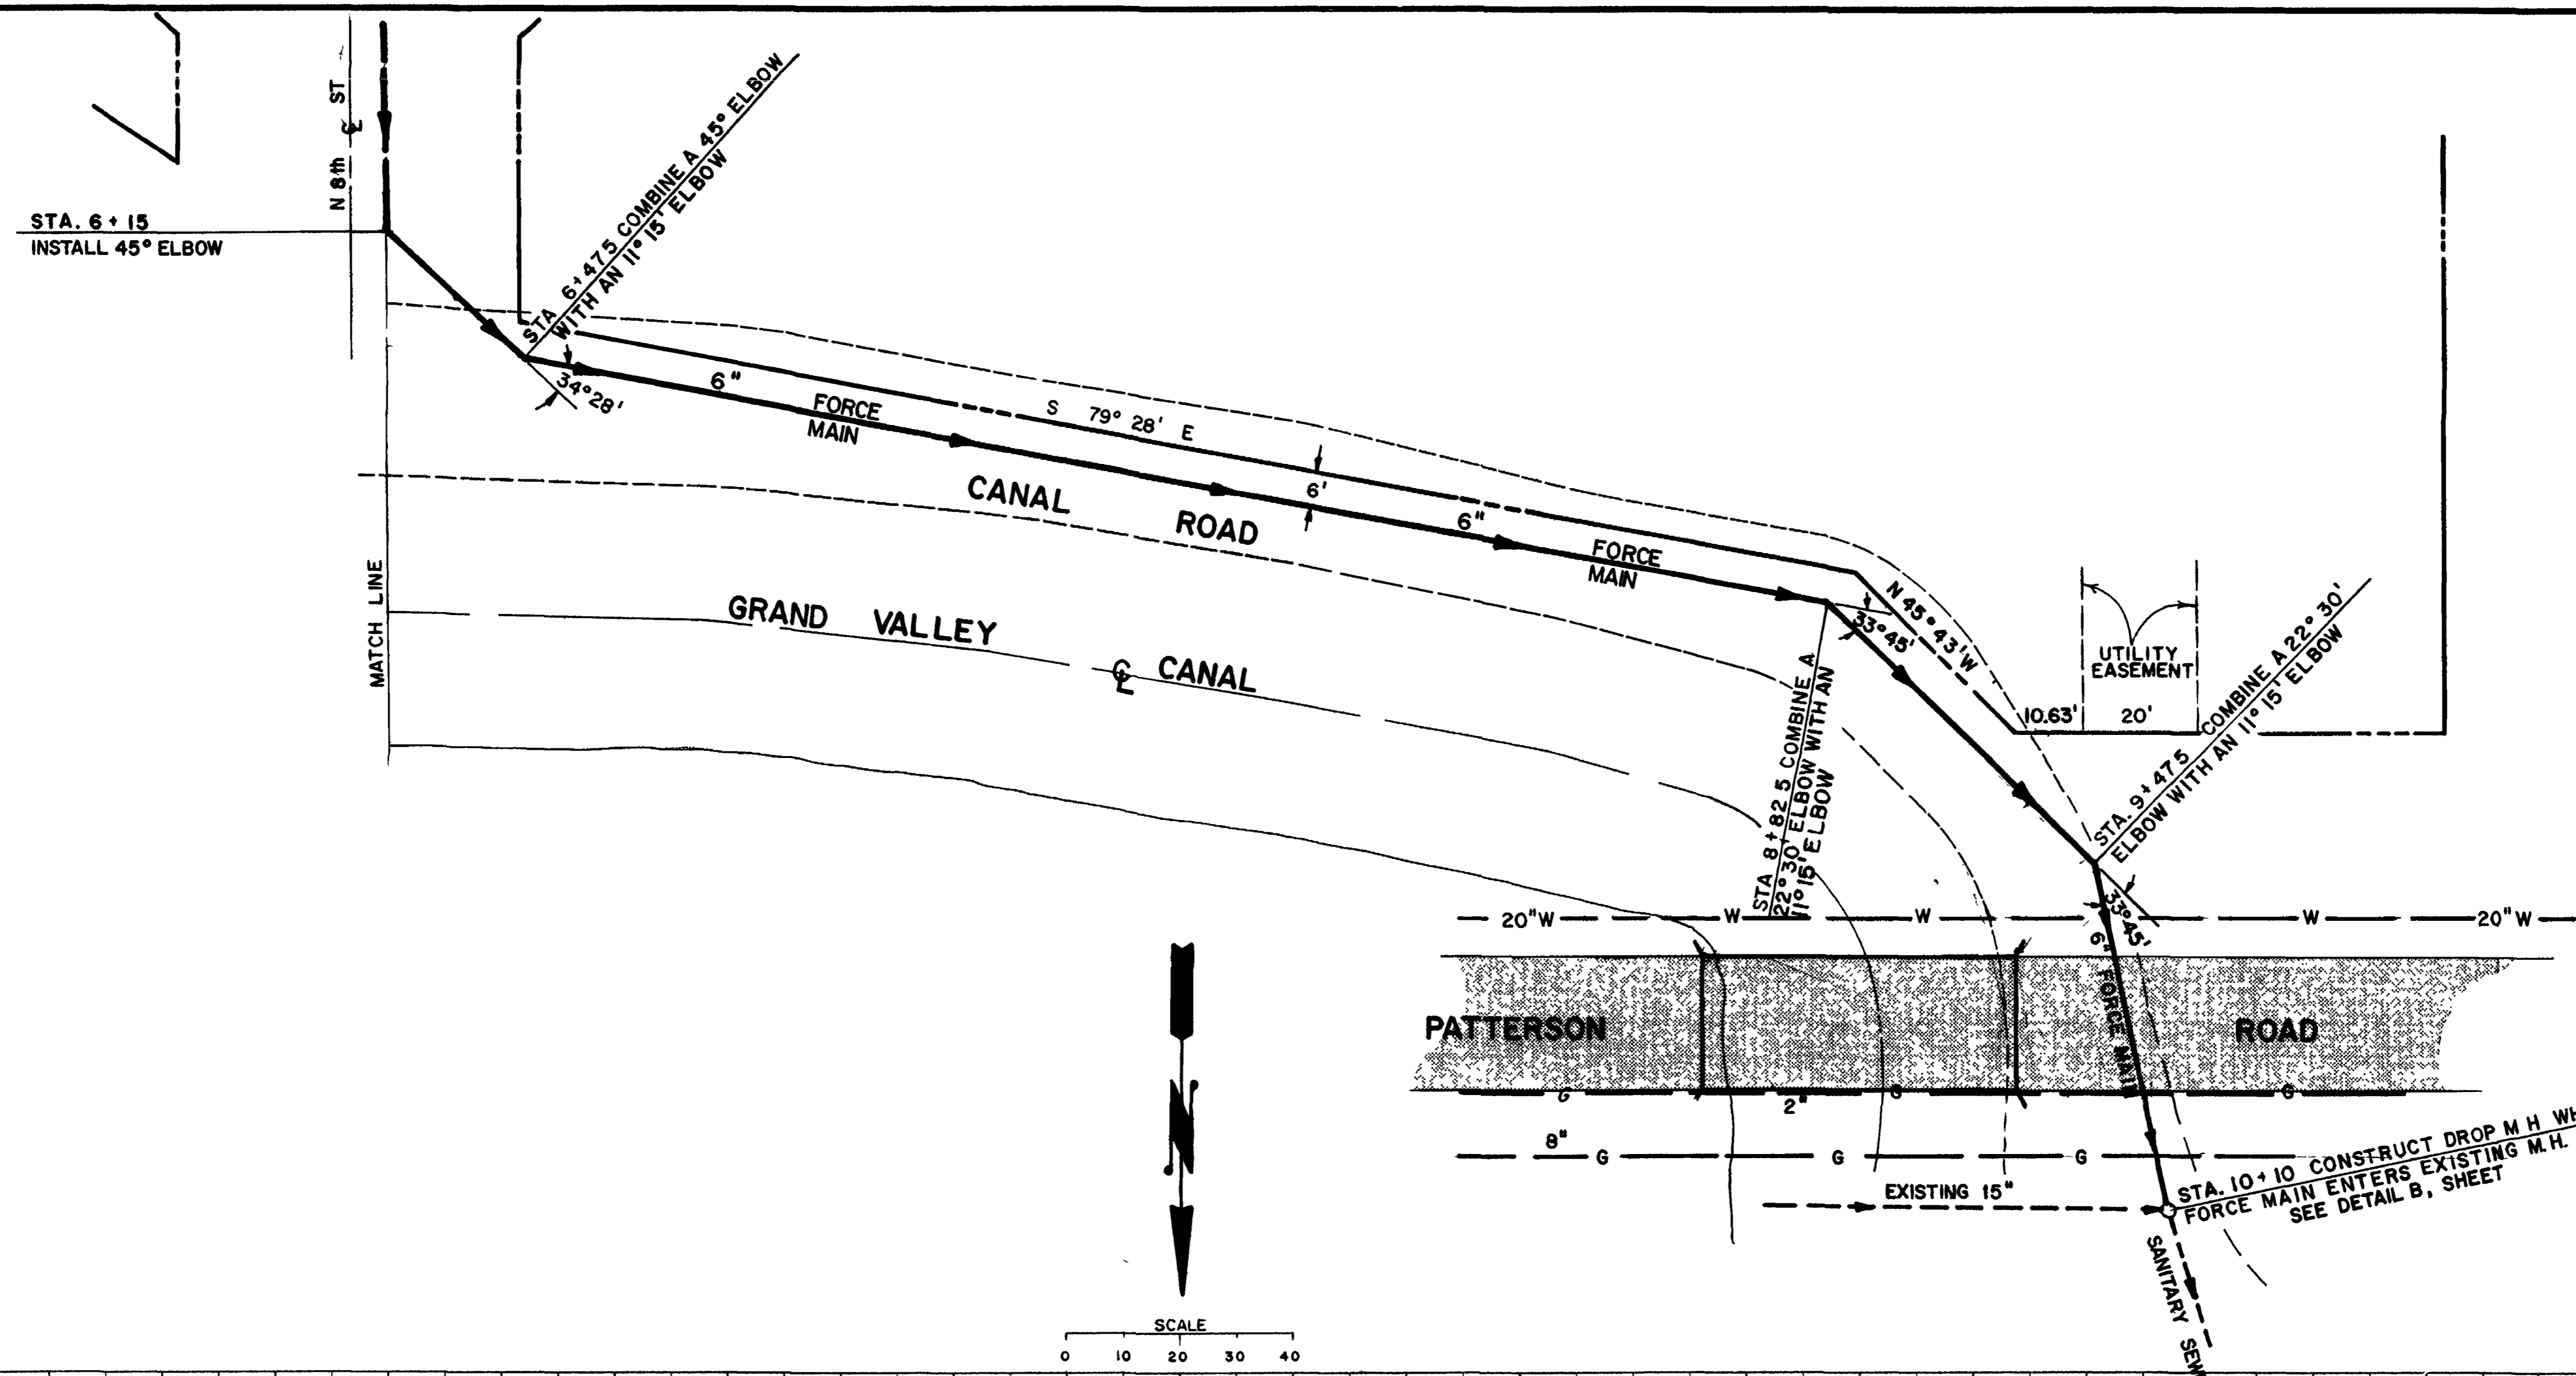 N 8th ℄ ST
STA. 6 + 15
INSTALL 45° ELBOW
STA 6+47.5 COMBINE A 45° ELBOW
WITH AN 11° 15' ELBOW
34° 28'
6"
FORCE
MAIN
S 79° 28' E
6'
6"
FORCE
MAIN
CANAL
ROAD
MATCH LINE
GRAND VALLEY
℄ CANAL
N 45° 43' W
33° 45'
UTILITY
EASEMENT
10.63'
20'
STA 8+82.5 COMBINE A
22° 30' ELBOW WITH AN
11° 15' ELBOW
STA. 9+47.5 COMBINE A 22° 30'
ELBOW WITH AN 11° 15' ELBOW
33° 45'
20" W
W
W
W
20" W
6" FORCE MAIN
PATTERSON
ROAD
G
2"
G
G
8"
G
G
G
EXISTING 15"
STA. 10+10 CONSTRUCT DROP M H
FORCE MAIN ENTERS EXISTING M.H.
SEE DETAIL B, SHEET
SANITARY SEW
N
SCALE
0 10 20 30 40